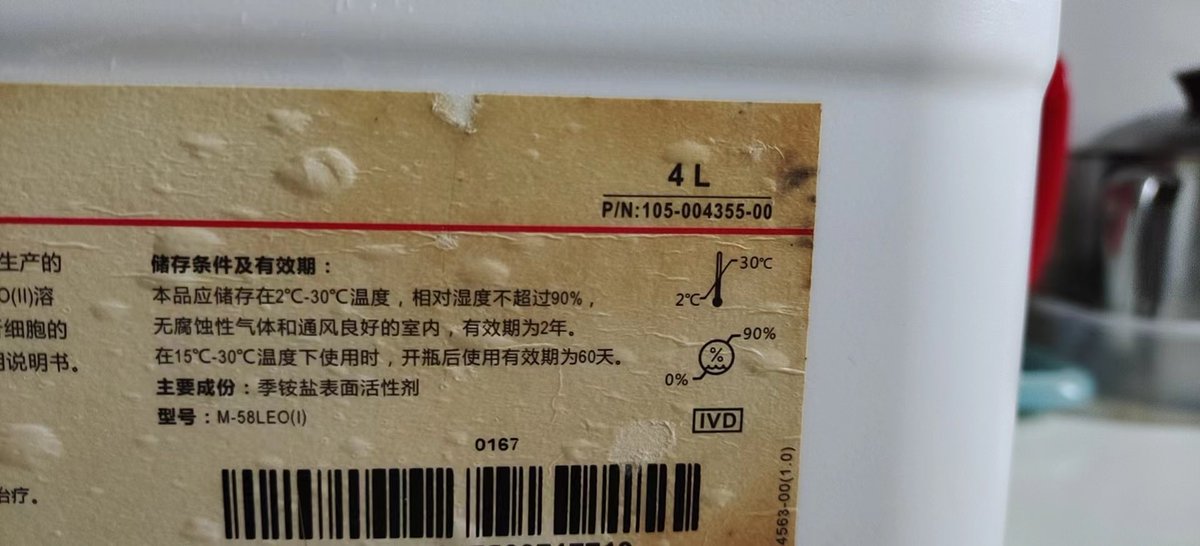 4 L
P/N:105-004355-00
生产的
O(II)溶
细胞的
说明书。
治疗。
储存条件及有效期：
本品应储存在2℃-30℃温度，相对湿度不超过90%，
无腐蚀性气体和通风良好的室内，有效期为2年。
在15℃-30℃温度下使用时，开瓶后使用有效期为60天。
主要成份：季铵盐表面活性剂
型号：M-58LEO(I)
30℃
2℃
90%
%
0%
IVD
0167
4563-00(1.0)